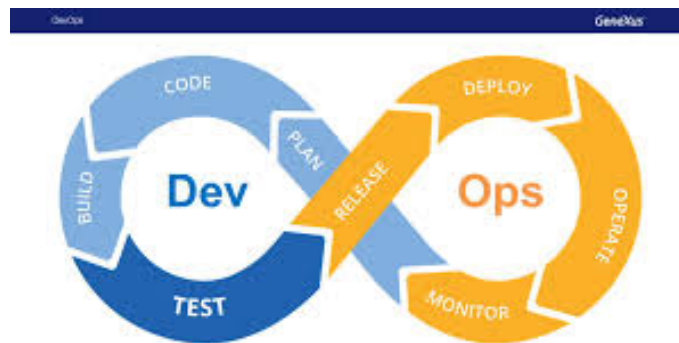 DevOps
GeneXus
CODE
DEPLOY
PLAN
BUILD
Dev
RELEASE
Ops
OPERATE
TEST
MONITOR